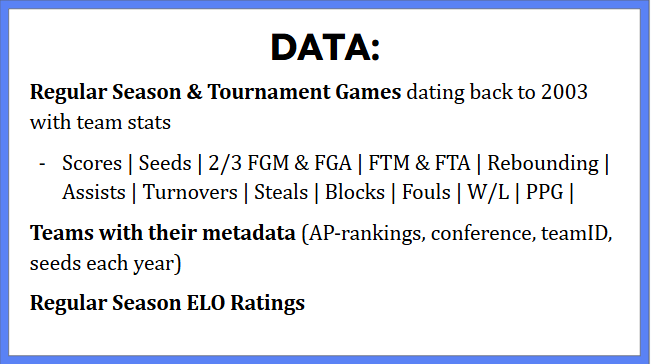 DATA:
Regular Season & Tournament Games dating back to 2003
with team stats
- Scores | Seeds | 2/3 FGM & FGA | FTM & FTA | Rebounding |
Assists | Turnovers | Steals | Blocks | Fouls | W/L | PPG |
Teams with their metadata (AP-rankings, conference, teamID,
seeds each year)
Regular Season ELO Ratings